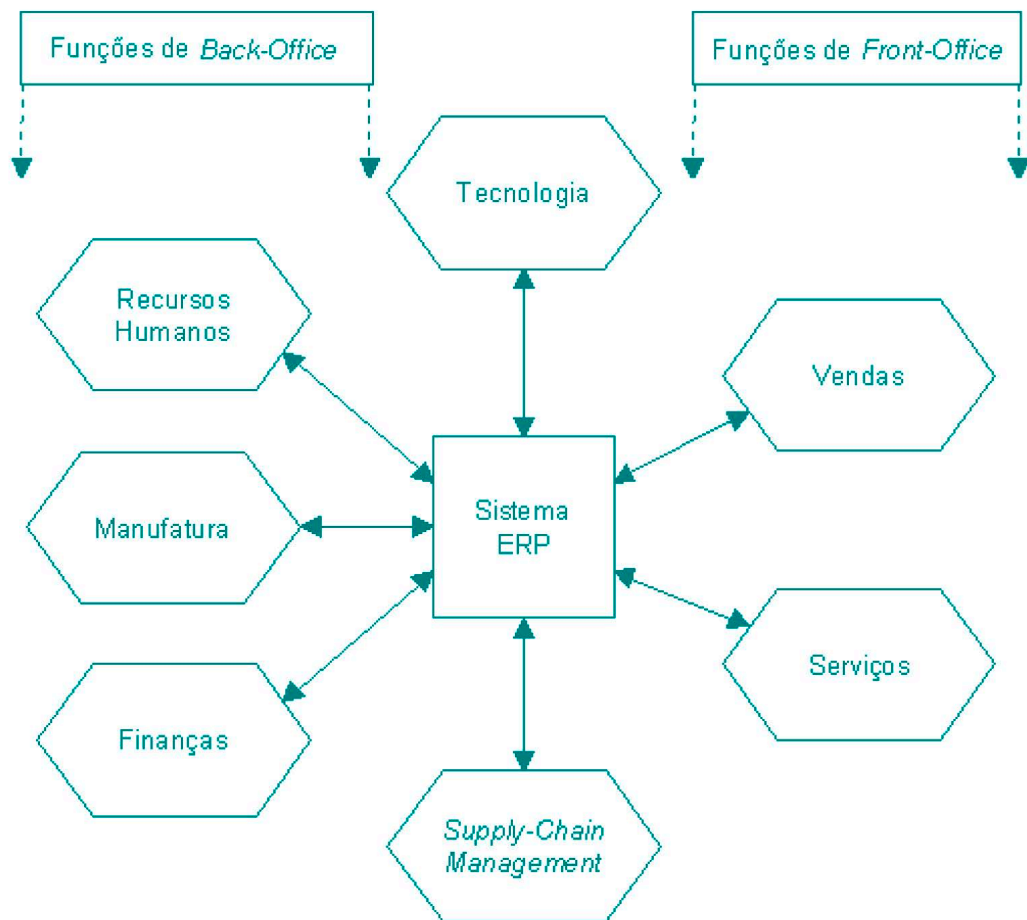 Funções de Back-Office
Funções de Front-Office
Tecnologia
Recursos
Humanos
Vendas
Manufatura
Sistema
ERP
Finanças
Serviços
Supply-Chain
Management